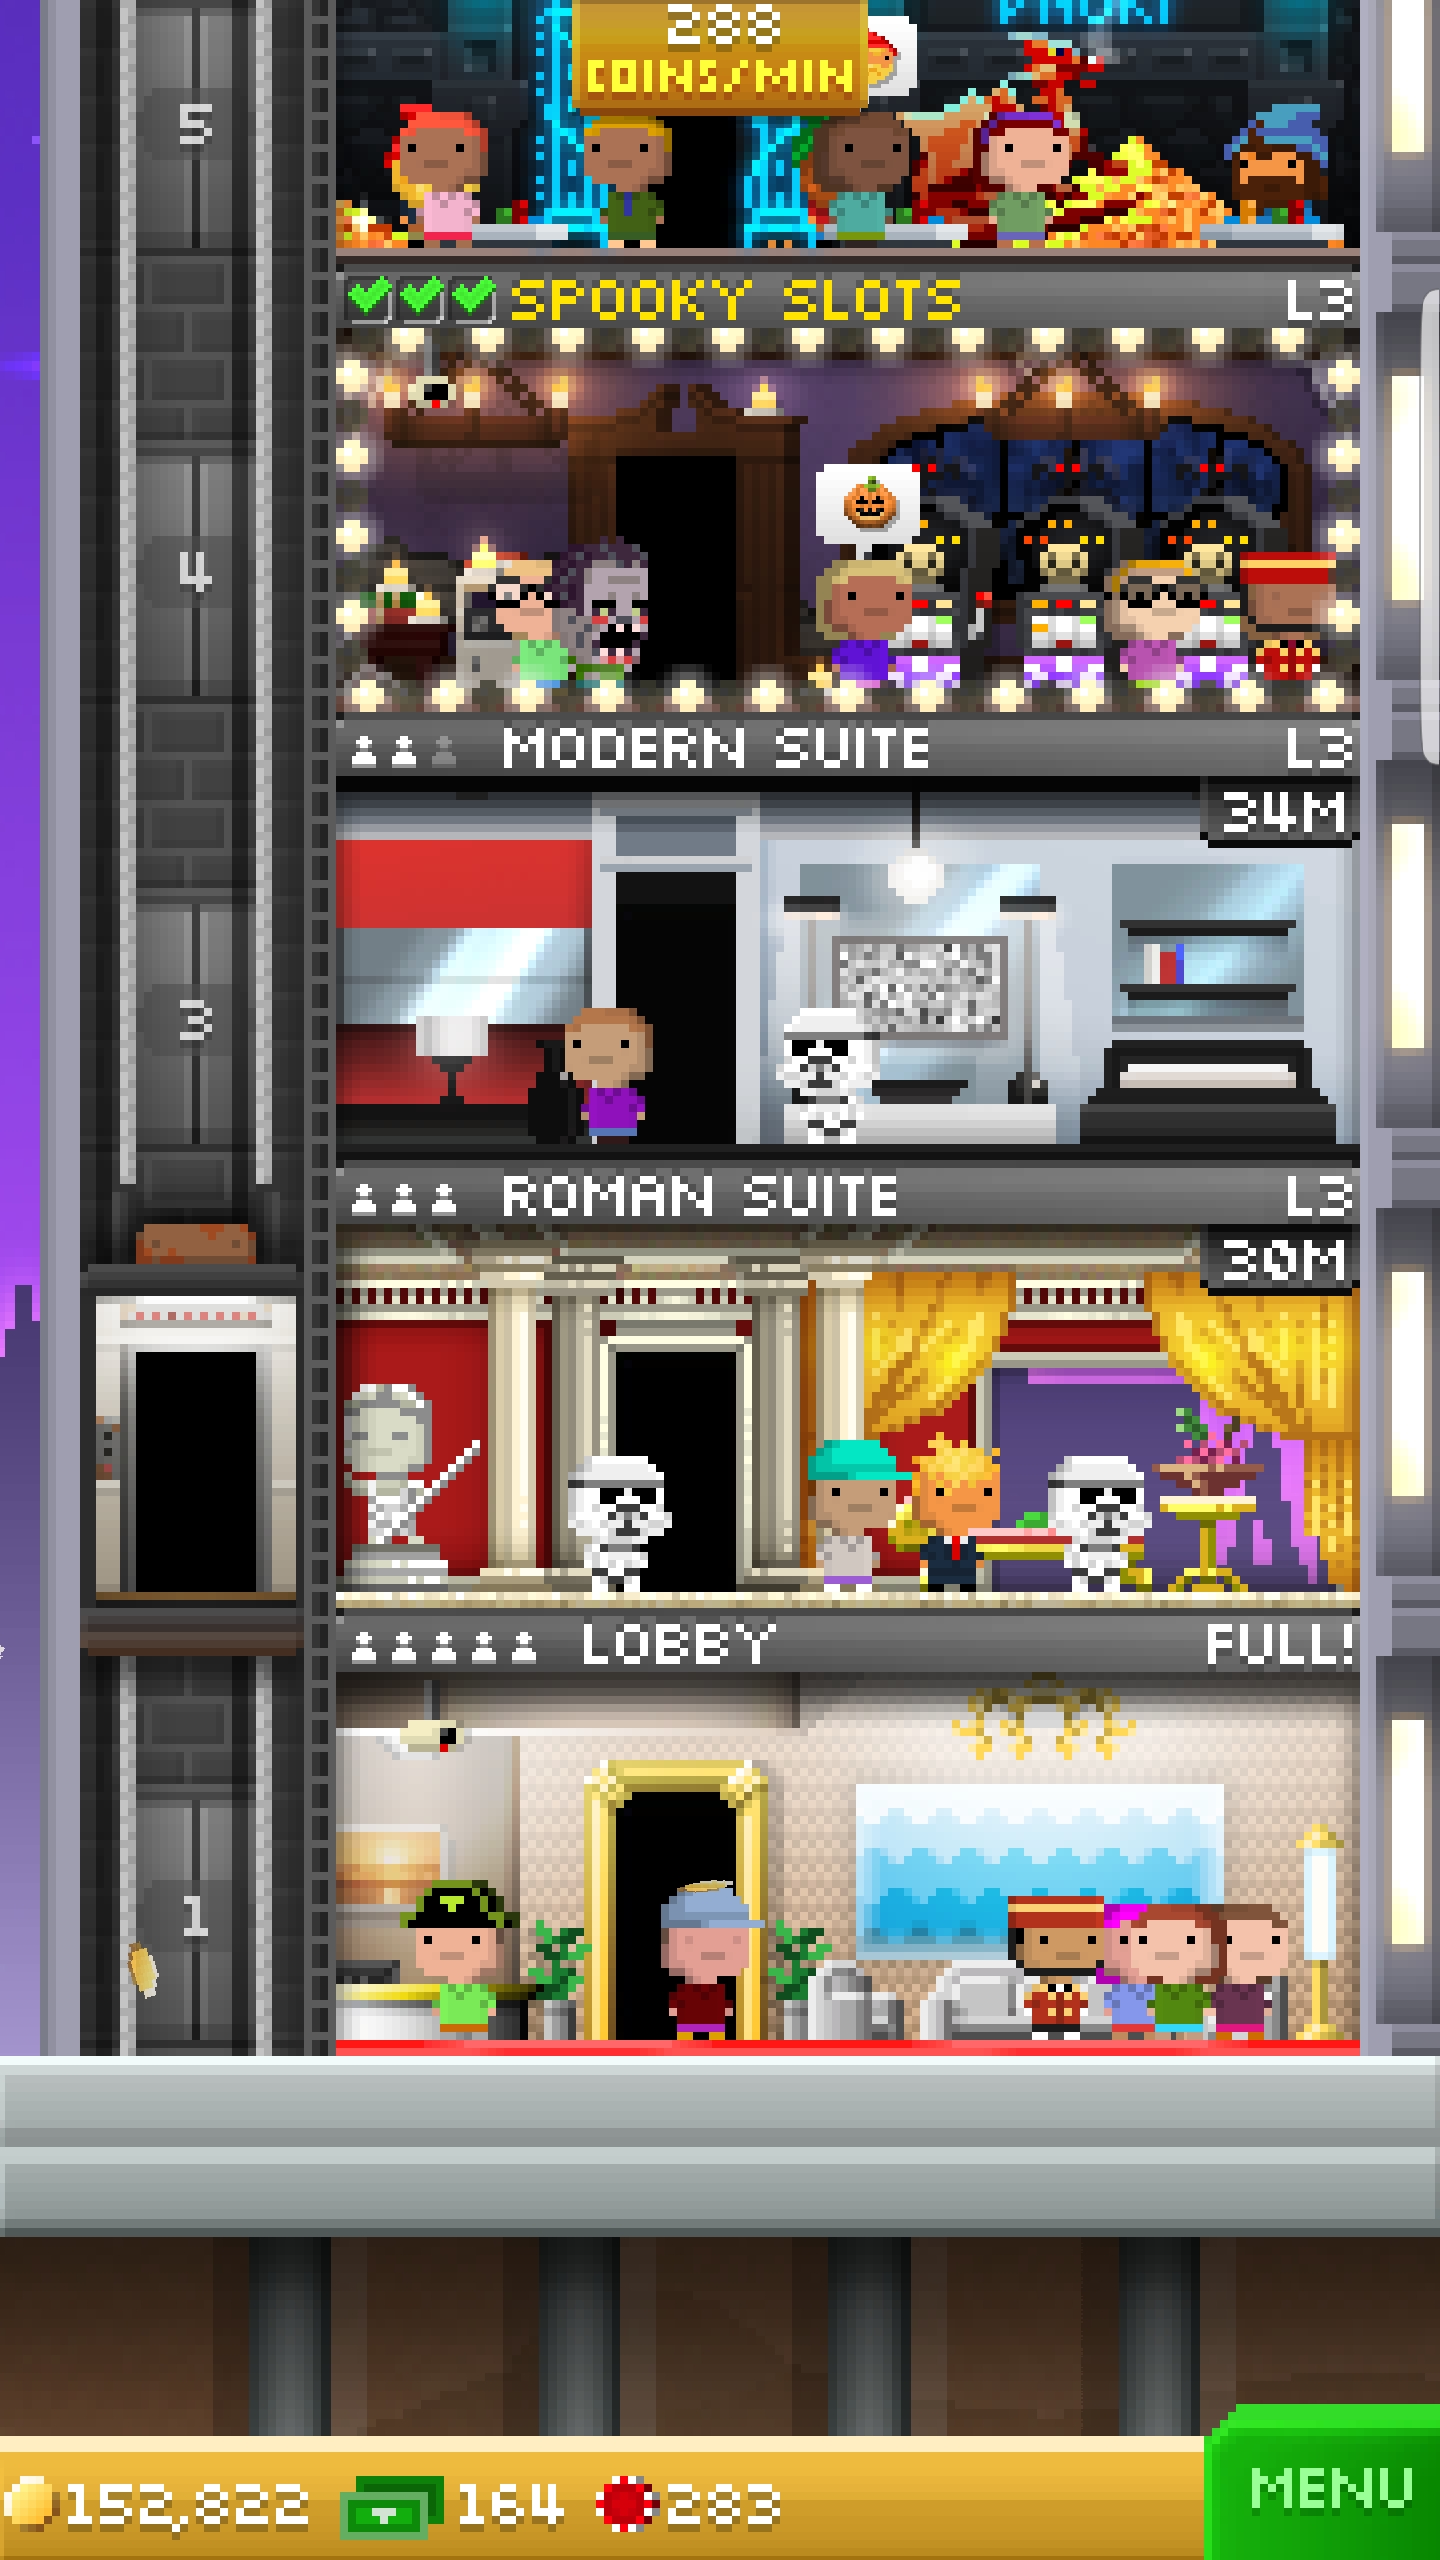 288
COINS/MIN
5
SPOOKY SLOTS L3
4
MODERN SUITE L3
34M
3
ROMAN SUITE L3
30M
LOBBY FULL!
1
152,822 164 283
MENU